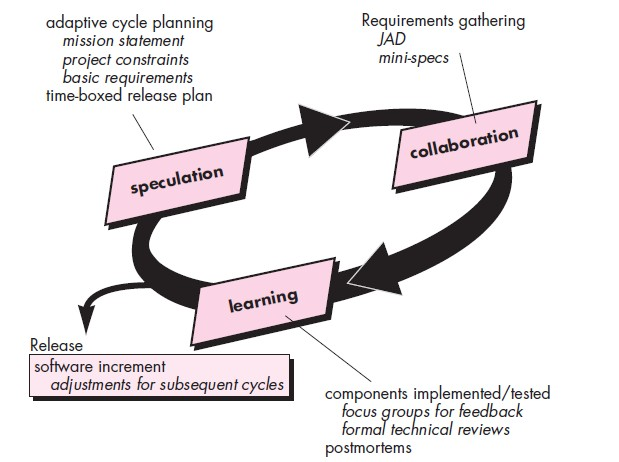 adaptive cycle planning
mission statement
project constraints
basic requirements
time-boxed release plan
Requirements gathering
JAD
mini-specs
speculation
collaboration
learning
Release
software increment
adjustments for subsequent cycles
components implemented/tested
focus groups for feedback
formal technical reviews
postmortems